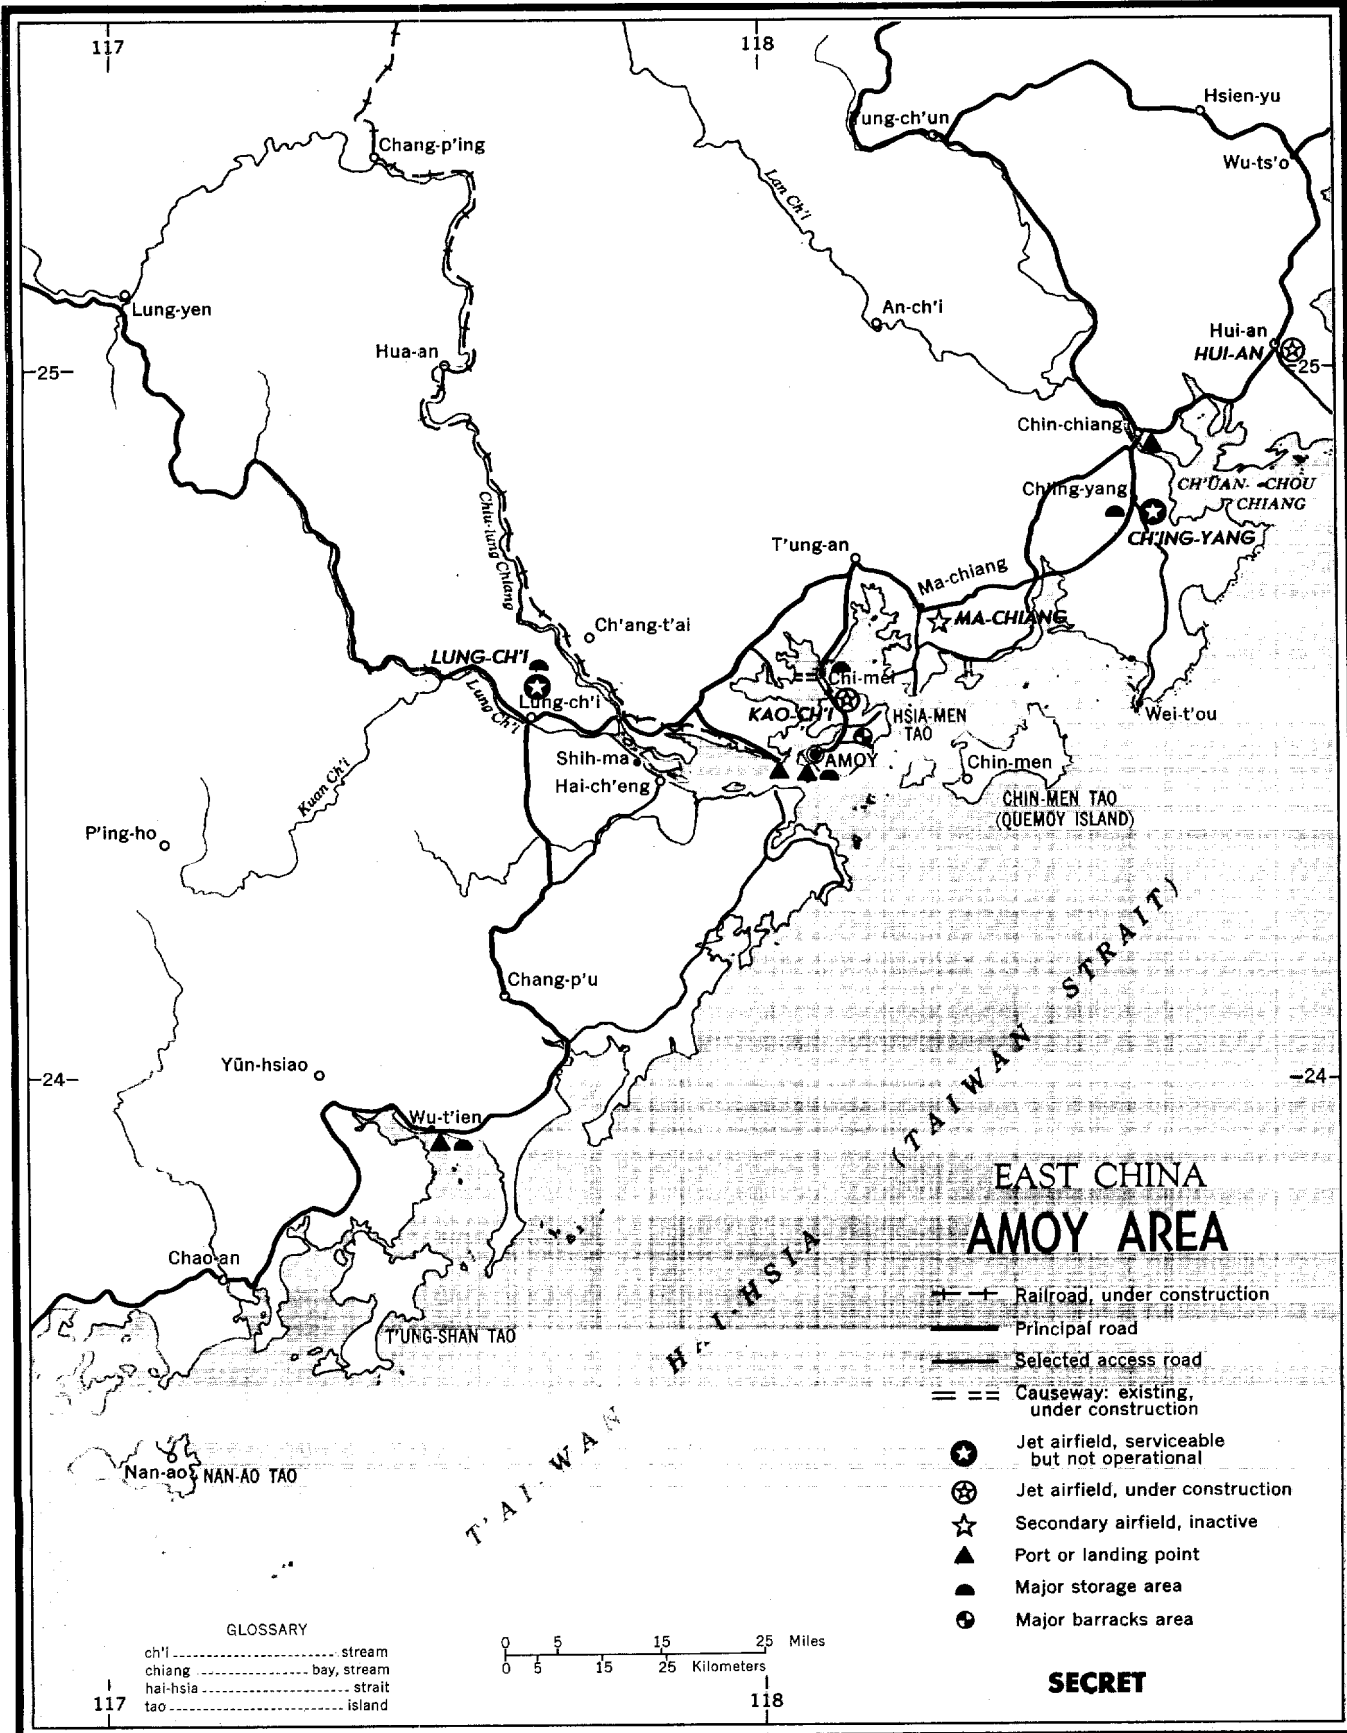 117
118
Hsien-yu
ung-ch'un
Wu-ts'o
Chang-p'ing
Lan Ch'i
Lung-yen
An-ch'i
Hua-an
Hui-an
HUI-AN
25
25
Chin-chiang
Ch'ing-yang
CH'ÜAN-CHOU
CHIANG
CH'ING-YANG
Chiu-lung Chiang
T'ung-an
Ma-chiang
MA-CHIANG
Ch'ang-t'ai
LUNG-CH'I
Chi-mei
Lung Ch'i
Lung-ch'i
KAO-CH'I
HSIA-MEN
TAO
Wei-t'ou
Shih-ma
AMOY
Chin-men
Hai-ch'eng
Kuan Ch'i
CHIN-MEN TAO
(QUEMOY ISLAND)
P'ing-ho
Chang-p'u
Yün-hsiao
24
24
Wu-t'ien
T'AI-WAN HAI-HSIA (TAIWAN STRAIT)
Chao-an
T'UNG-SHAN TAO
Nan-ao
NAN-AO TAO
EAST CHINA
AMOY AREA
Railroad, under construction
Principal road
Selected access road
Causeway: existing,
under construction
Jet airfield, serviceable
but not operational
Jet airfield, under construction
Secondary airfield, inactive
Port or landing point
Major storage area
Major barracks area
GLOSSARY
ch'i stream
chiang bay, stream
hai-hsia strait
tao island
0 5 15 25 Miles
0 5 15 25 Kilometers
SECRET
117
118